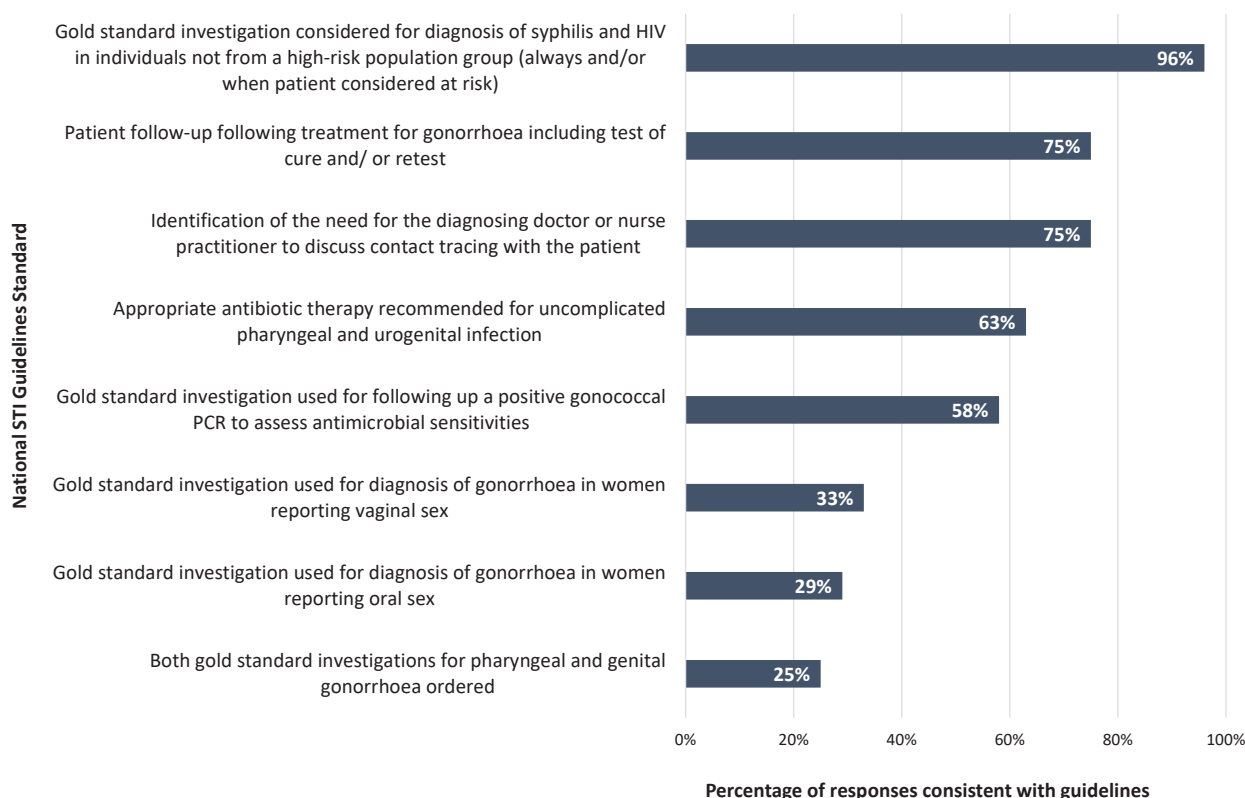 Gold standard investigation considered for diagnosis of syphilis and HIV
in individuals not from a high-risk population group (always and/or
when patient considered at risk)
96%
Patient follow-up following treatment for gonorrhoea including test of
cure and/ or retest
75%
Identification of the need for the diagnosing doctor or nurse
practitioner to discuss contact tracing with the patient
75%
Appropriate antibiotic therapy recommended for uncomplicated
pharyngeal and urogenital infection
63%
Gold standard investigation used for following up a positive gonococcal
PCR to assess antimicrobial sensitivities
58%
Gold standard investigation used for diagnosis of gonorrhoea in women
reporting vaginal sex
33%
Gold standard investigation used for diagnosis of gonorrhoea in women
reporting oral sex
29%
Both gold standard investigations for pharyngeal and genital
gonorrhoea ordered
25%
National STI Guidelines Standard
0% 20% 40% 60% 80% 100%
Percentage of responses consistent with guidelines